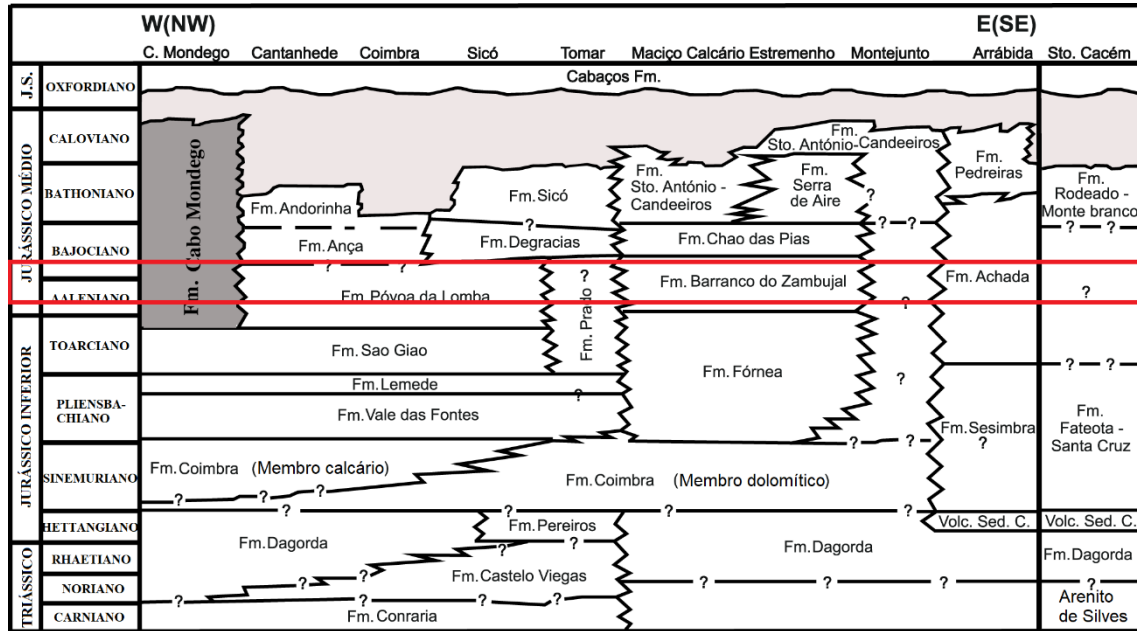 W(NW) E(SE)
C. Mondego Cantanhede Coimbra Sicó Tomar Maciço Calcário Estremenho Montejunto Arrábida Sto. Cacém
J.S.
OXFORDIANO
Cabaços Fm.
JURÁSSICO MÉDIO
CALOVIANO
BATHONIANO
BAJOCIANO
AALENIANO
Fm. Cabo Mondego
Fm. Andorinha
Fm. Ança
? ?
Fm. Póvoa da Lomba
Fm. Sicó
?
Fm. Degracias
?
Fm. Prado
Fm.
Sto. António -
Candeeiros
Fm.
Sto. António-Candeeiros
Fm.
Serra
de Aire
?
? ?
Fm. Chao das Pias
Fm. Barranco do Zambujal
?
Fm.
Pedreiras
Fm. Achada
Fm.
Rodeado -
Monte branco
? ?
?
JURÁSSICO INFERIOR
TOARCIANO
PLIENSBA-
CHIANO
SINEMURIANO
HETTANGIANO
Fm. Sao Giao
Fm. Lemede
?
Fm. Vale das Fontes
Fm. Fórnea
?
? ?
? ?
Fm. Sesimbra
?
Fm.
Fateota -
Santa Cruz
Fm. Coimbra (Membro calcário)
? ? ? ?
Fm. Coimbra (Membro dolomítico)
? ? ? ? ?
Fm. Pereiros
? ?
Volc. Sed. C. Volc. Sed. C.
TRIÁSSICO
RHAETIANO
NORIANO
CARNIANO
Fm. Dagorda
Fm. Dagorda
Fm. Dagorda
? ? ? ?
Fm. Castelo Viegas
? ? ? ?
? ? ? ? ?
Fm. Conraria
Arenito
de Silves